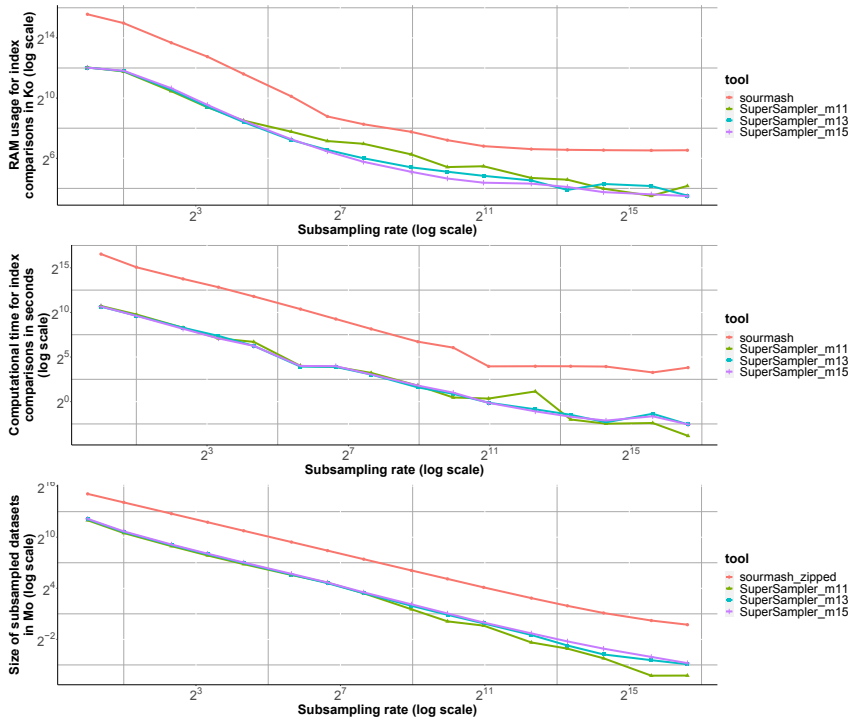 RAM usage for index
comparisons in Ko (log scale)
2^14
2^10
2^6
2^3
2^7
2^11
2^15
Subsampling rate (log scale)
tool
sourmash
SuperSampler_m11
SuperSampler_m13
SuperSampler_m15
Computational time for index
comparisons in seconds
(log scale)
2^15
2^10
2^5
2^0
2^3
2^7
2^11
2^15
Subsampling rate (log scale)
tool
sourmash
SuperSampler_m11
SuperSampler_m13
SuperSampler_m15
Size of subsampled datasets
in Mo (log scale)
2^16
2^10
2^4
2^−2
2^3
2^7
2^11
2^15
Subsampling rate (log scale)
tool
sourmash_zipped
SuperSampler_m11
SuperSampler_m13
SuperSampler_m15